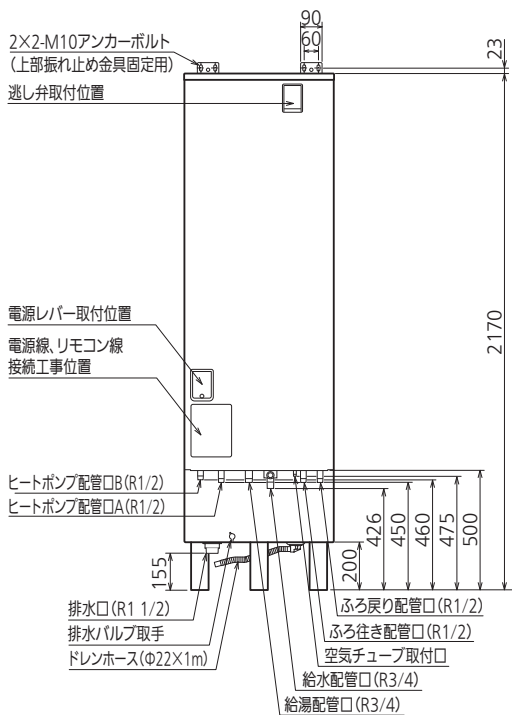 90
60
23
2×2-M10アンカーボルト
(上部振れ止め金具固定用)
逃し弁取付位置
2170
電源レバー取付位置
電源線、リモコン線
接続工事位置
ヒートポンプ配管口B(R1/2)
ヒートポンプ配管口A(R1/2)
426
450
460
475
500
200
155
排水口(R1 1/2)
排水バルブ取手
ドレンホース(Φ22×1m)
ふろ戻り配管口(R1/2)
ふろ往き配管口(R1/2)
空気チューブ取付口
給水配管口(R3/4)
給湯配管口(R3/4)